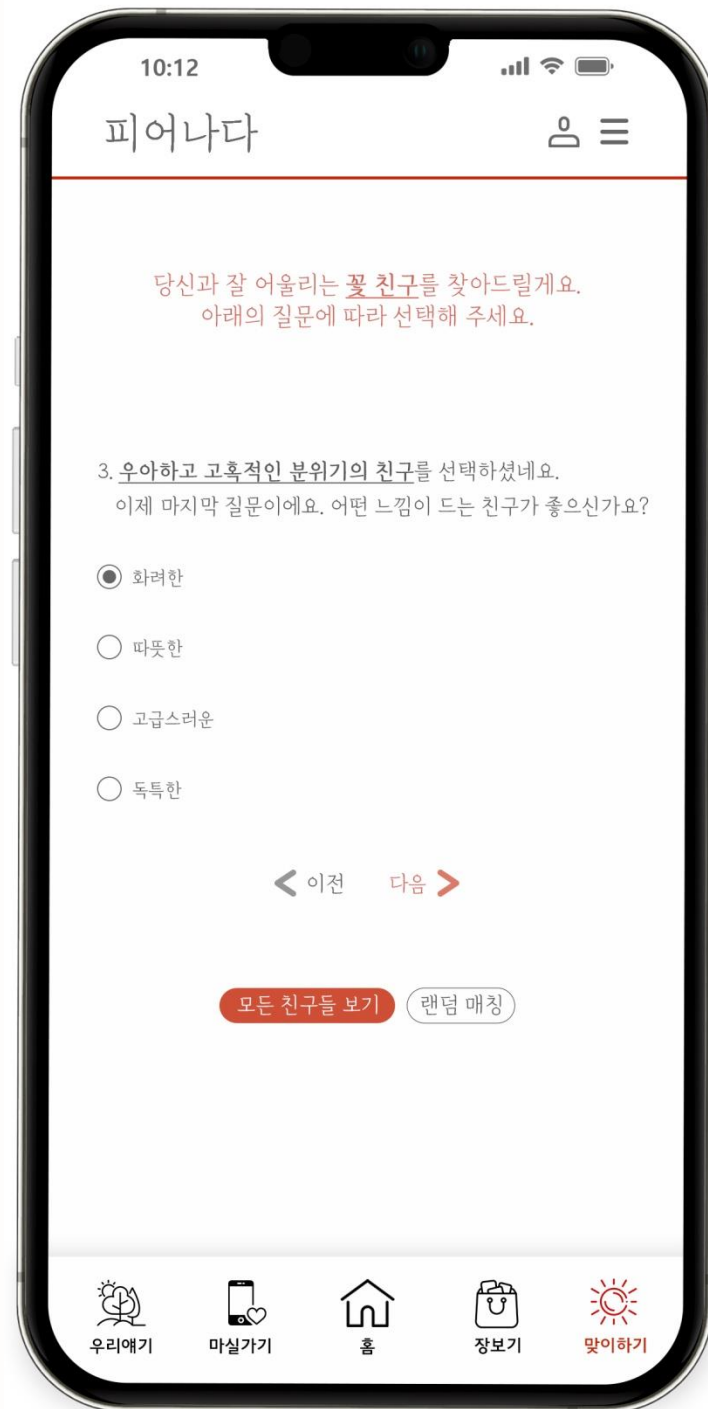 10:12
피어나다
당신과 잘 어울리는 꽃 친구를 찾아드릴게요.
아래의 질문에 따라 선택해 주세요.
3. 우아하고 고혹적인 분위기의 친구를 선택하셨네요.
이제 마지막 질문이에요. 어떤 느낌이 드는 친구가 좋으신가요?
화려한
따뜻한
고급스러운
독특한
이전 다음
모든 친구들 보기 랜덤 매칭
우리얘기 마실가기 홈 장보기 맞이하기